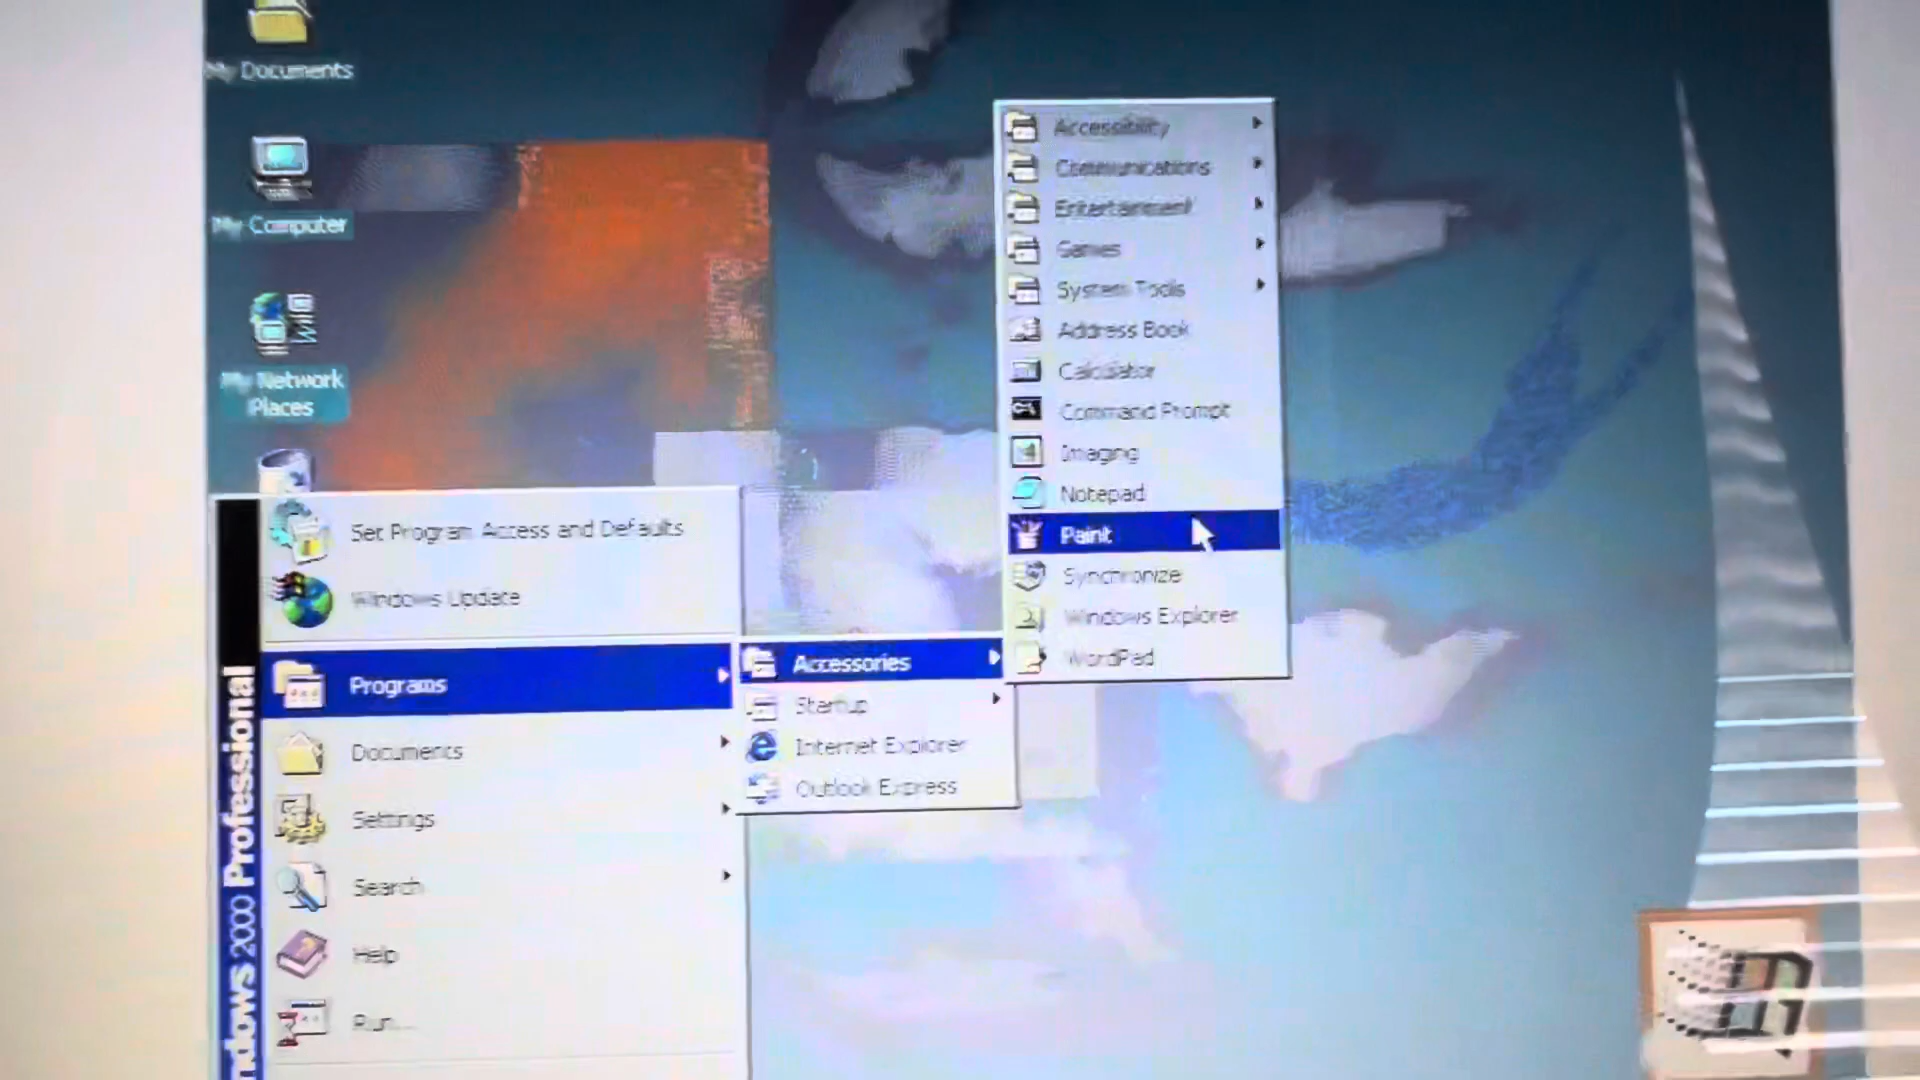 My Documents
My Computer
My Network
Places
Accessibility
Communications
Entertainment
Games
System Tools
Address Book
Calculator
Command Prompt
Imaging
Notepad
Paint
Synchronize
Windows Explorer
WordPad
Set Program Access and Defaults
Windows Update
Programs
Documents
Settings
Search
Help
Run...
Accessories
Startup
Internet Explorer
Outlook Express
ndows 2000 Professional